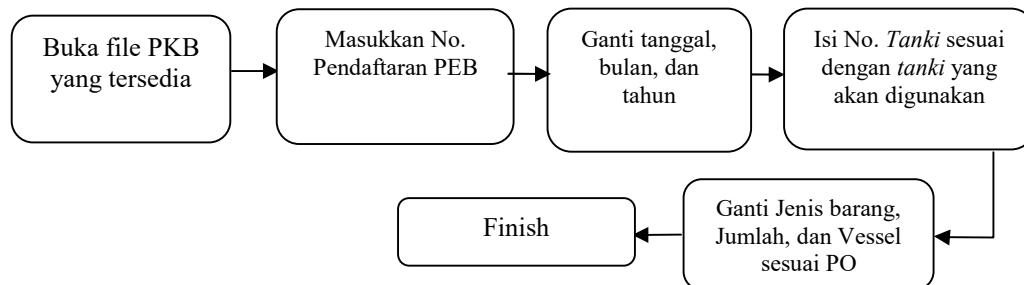 Buka file PKB
yang tersedia
Masukkan No.
Pendaftaran PEB
Ganti tanggal,
bulan, dan
tahun
Isi No. Tanki sesuai
dengan tanki yang
akan digunakan
Ganti Jenis barang,
Jumlah, dan Vessel
sesuai PO
Finish